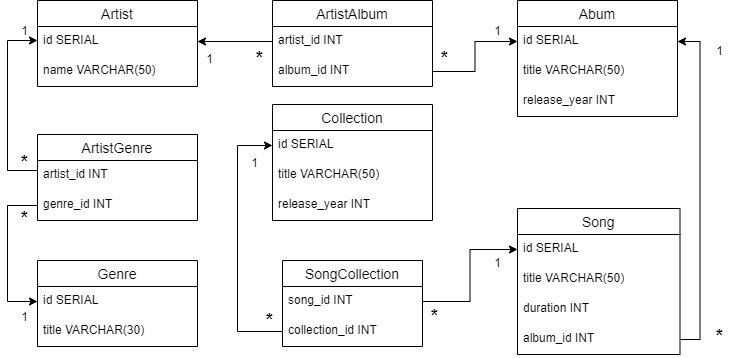 Artist
id SERIAL
name VARCHAR(50)
1
1
*
ArtistAlbum
artist_id INT
album_id INT
*
1
Abum
id SERIAL
title VARCHAR(50)
release_year INT
1
ArtistGenre
artist_id INT
genre_id INT
*
*
Collection
id SERIAL
title VARCHAR(50)
release_year INT
1
Genre
id SERIAL
title VARCHAR(30)
1
SongCollection
song_id INT
collection_id INT
*
*
1
Song
id SERIAL
title VARCHAR(50)
duration INT
album_id INT
*